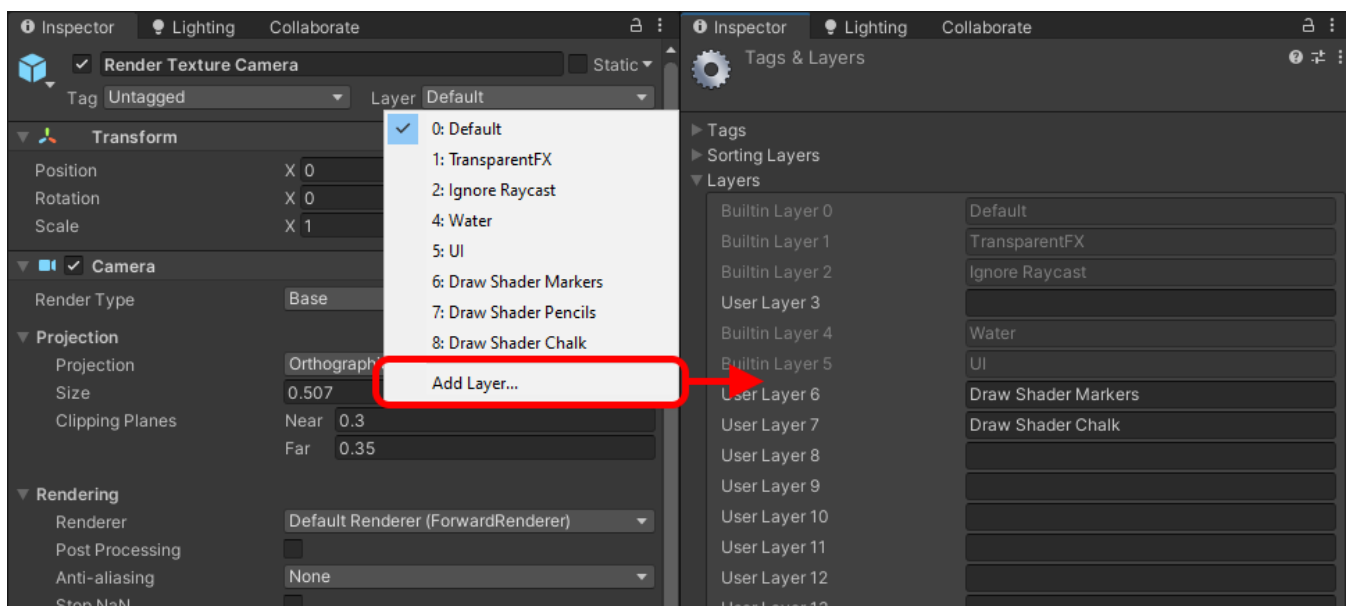 Inspector Lighting Collaborate
Render Texture Camera Static
Tag Untagged Layer Default
0: Default
1: TransparentFX
2: Ignore Raycast
4: Water
5: UI
6: Draw Shader Markers
7: Draw Shader Pencils
8: Draw Shader Chalk
Add Layer...
Transform
Position X 0
Rotation X 0
Scale X 1
Camera
Render Type Base
Projection
Projection
Size 0.507
Clipping Planes Near 0.3
Far 0.35
Rendering
Renderer Default Renderer (ForwardRenderer)
Post Processing
Anti-aliasing None
Stop NaN
Inspector Lighting Collaborate
Tags & Layers
Tags
Sorting Layers
Layers
Builtin Layer 0 Default
Builtin Layer 1 TransparentFX
Builtin Layer 2 Ignore Raycast
User Layer 3
Builtin Layer 4 Water
Builtin Layer 5 UI
User Layer 6 Draw Shader Markers
User Layer 7 Draw Shader Chalk
User Layer 8
User Layer 9
User Layer 10
User Layer 11
User Layer 12